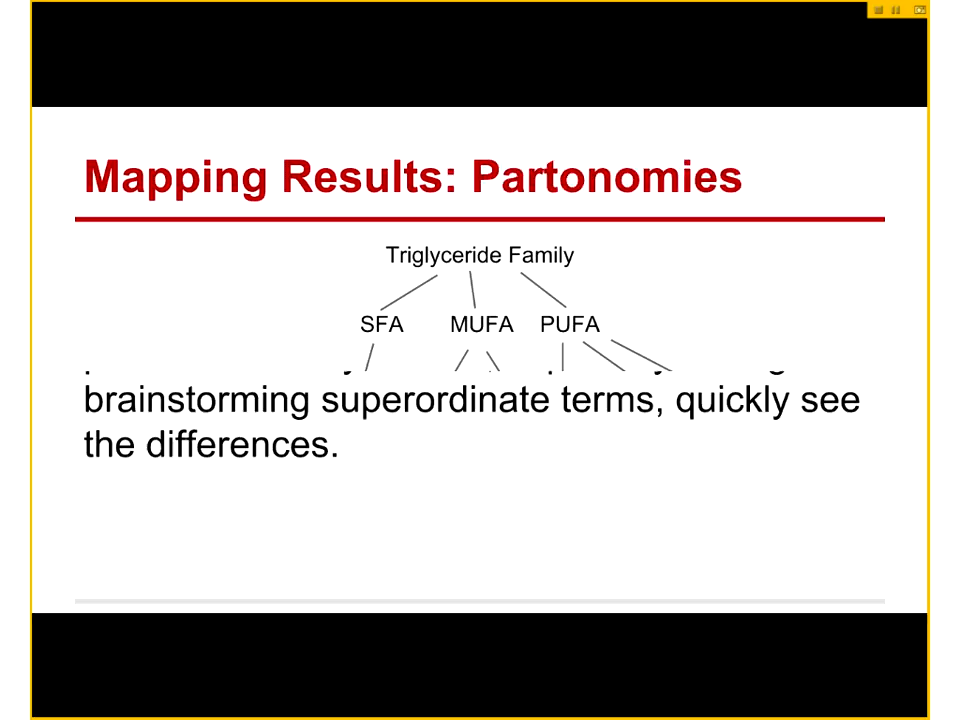 Mapping Results: Partonomies
Triglyceride Family
SFA MUFA PUFA
brainstorming superordinate terms, quickly see
the differences.